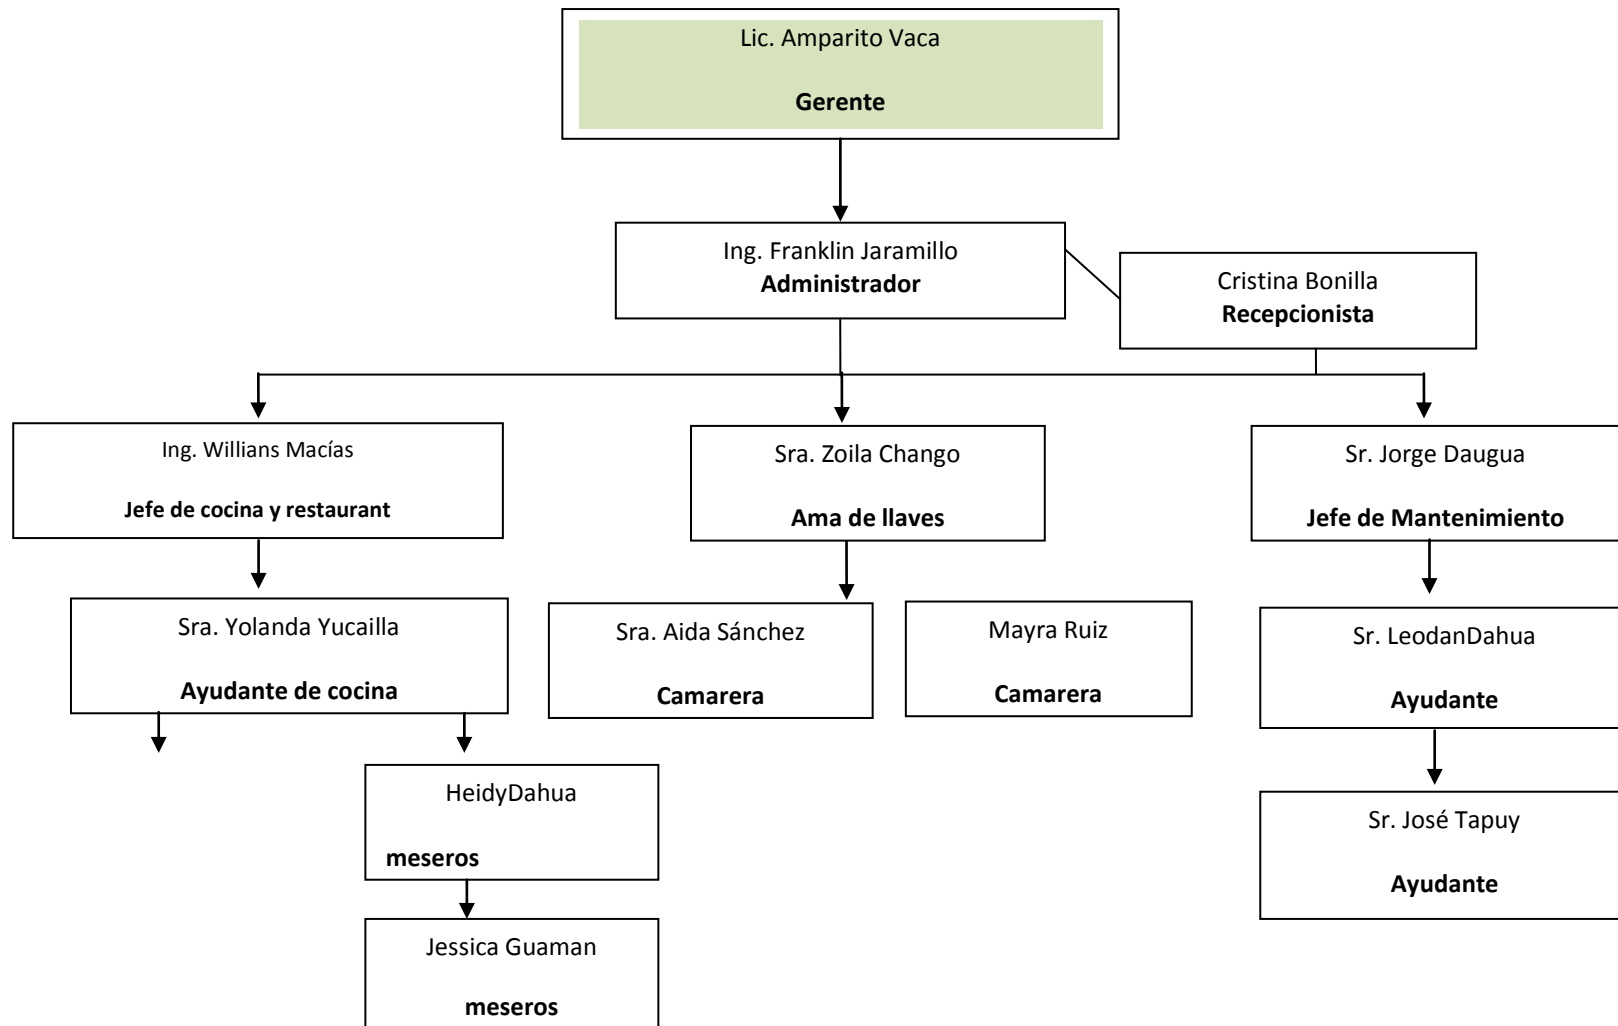 Lic. Amparito Vaca
Gerente
Ing. Franklin Jaramillo
Administrador
Cristina Bonilla
Recepcionista
Ing. Willians Macías
Jefe de cocina y restaurant
Sra. Zoila Chango
Ama de llaves
Sr. Jorge Daugua
Jefe de Mantenimiento
Sra. Yolanda Yucailla
Ayudante de cocina
Sra. Aida Sánchez
Camarera
Mayra Ruiz
Camarera
Sr. LeodanDahua
Ayudante
HeidyDahua
meseros
Sr. José Tapuy
Ayudante
Jessica Guaman
meseros